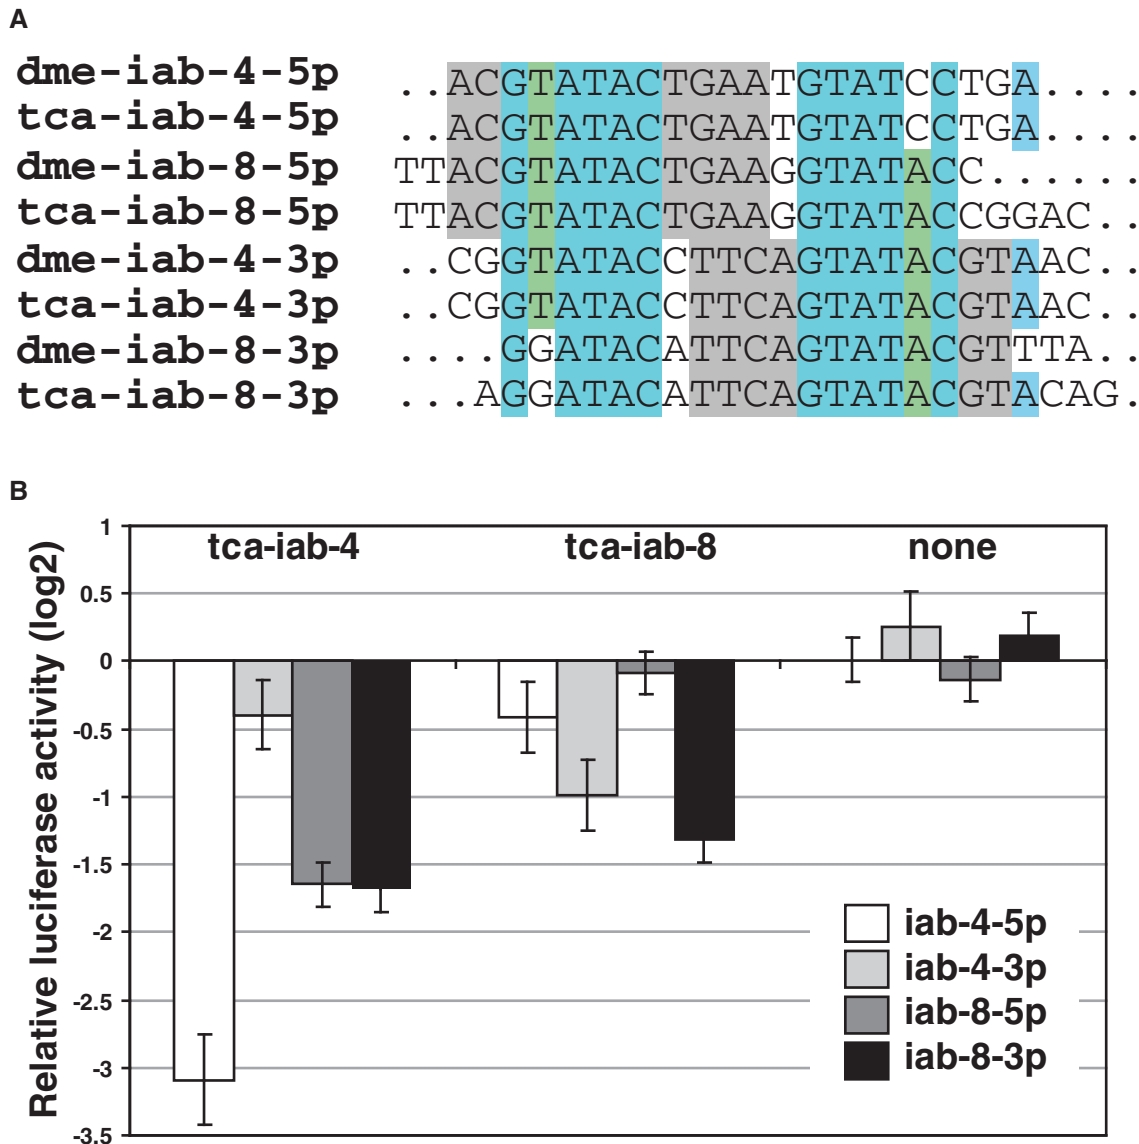 A
dme-iab-4-5p ..ACGTATACTGAATGTATCCTGA....
tca-iab-4-5p ..ACGTATACTGAATGTATCCTGA....
dme-iab-8-5p TTACGTATACTGAAGGTATACC......
tca-iab-8-5p TTACGTATACTGAAGGTATACCGGAC..
dme-iab-4-3p ..CGGTATACCTTCAGTATACGTAAC..
tca-iab-4-3p ..CGGTATACCTTCAGTATACGTAAC..
dme-iab-8-3p ....GGATACATTCAGTATACGTTTA..
tca-iab-8-3p ...AGGATACATTCAGTATACGTACAG.
B
Relative luciferase activity (log2)
1
0.5
0
-0.5
-1
-1.5
-2
-2.5
-3
-3.5
tca-iab-4 tca-iab-8 none
iab-4-5p
iab-4-3p
iab-8-5p
iab-8-3p